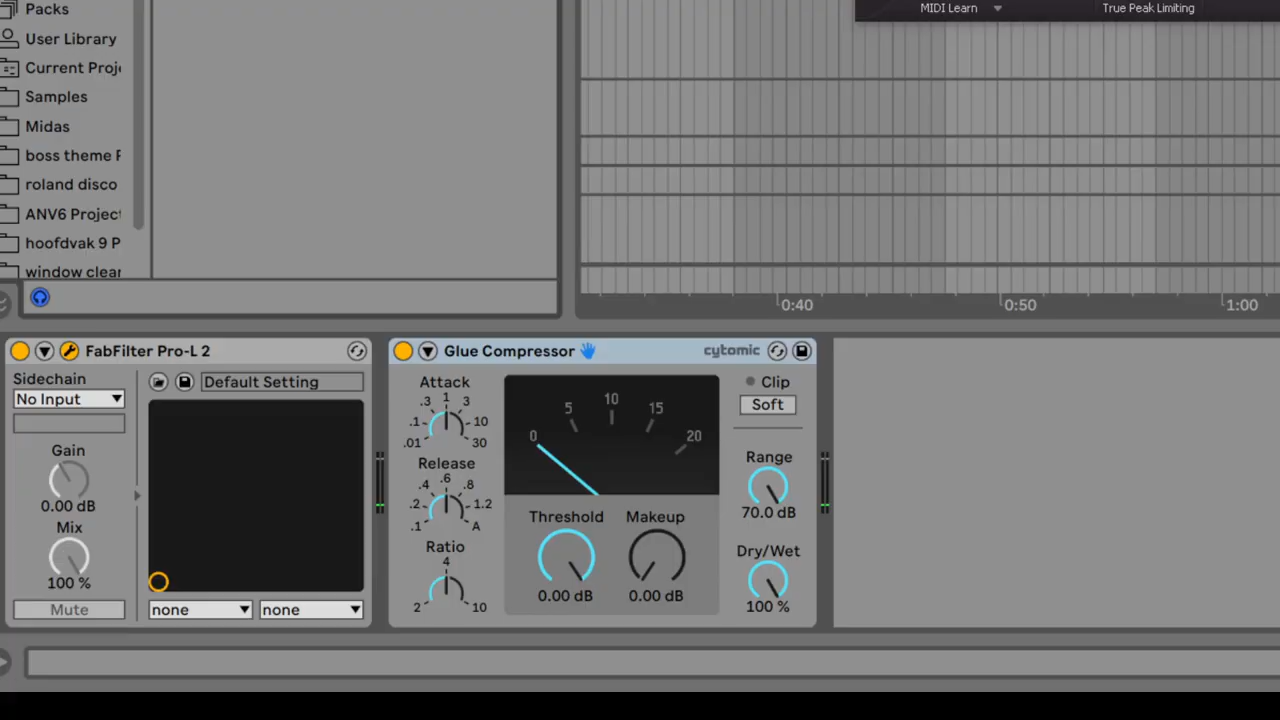 Packs
User Library
Current Proj
Samples
Midas
boss theme F
roland disco
ANV6 Project
hoofdvak 9 P
window clear
MIDI Learn
True Peak Limiting
0:40
0:50
1:00
FabFilter Pro-L 2
Sidechain
No Input
Gain
0.00 dB
Mix
100 %
Mute
Default Setting
none
none
Glue Compressor
cytomic
Attack
.01 .1 .3 1 3 10 30
Release
.1 .2 .4 .6 .8 1.2 A
Ratio
2 4 10
0 5 10 15 20
Threshold
0.00 dB
Makeup
0.00 dB
Clip
Soft
Range
70.0 dB
Dry/Wet
100 %